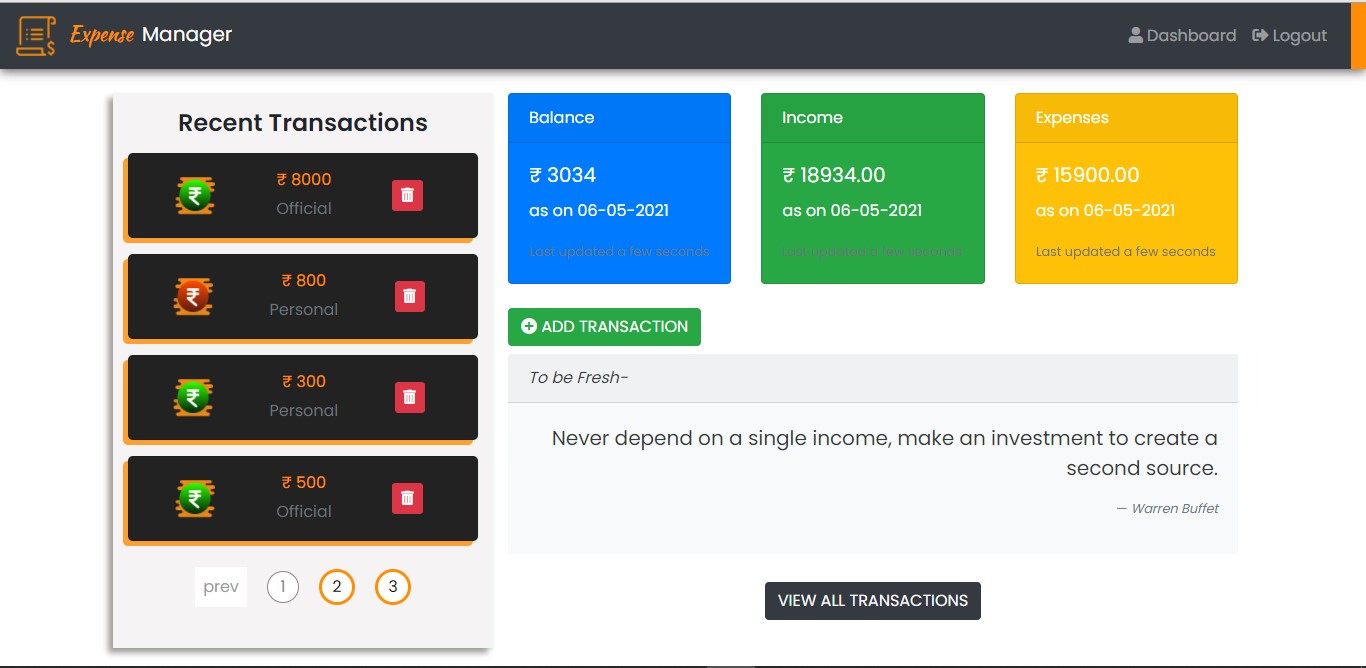 Expense Manager
Dashboard
Logout
Recent Transactions
₹ 8000
Official
₹ 800
Personal
₹ 300
Personal
₹ 500
Official
prev
1
2
3
Balance
₹ 3034
as on 06-05-2021
Last updated a few seconds
Income
₹ 18934.00
as on 06-05-2021
Last updated a few seconds
Expenses
₹ 15900.00
as on 06-05-2021
Last updated a few seconds
ADD TRANSACTION
To be Fresh-
Never depend on a single income, make an investment to create a
second source.
— Warren Buffet
VIEW ALL TRANSACTIONS